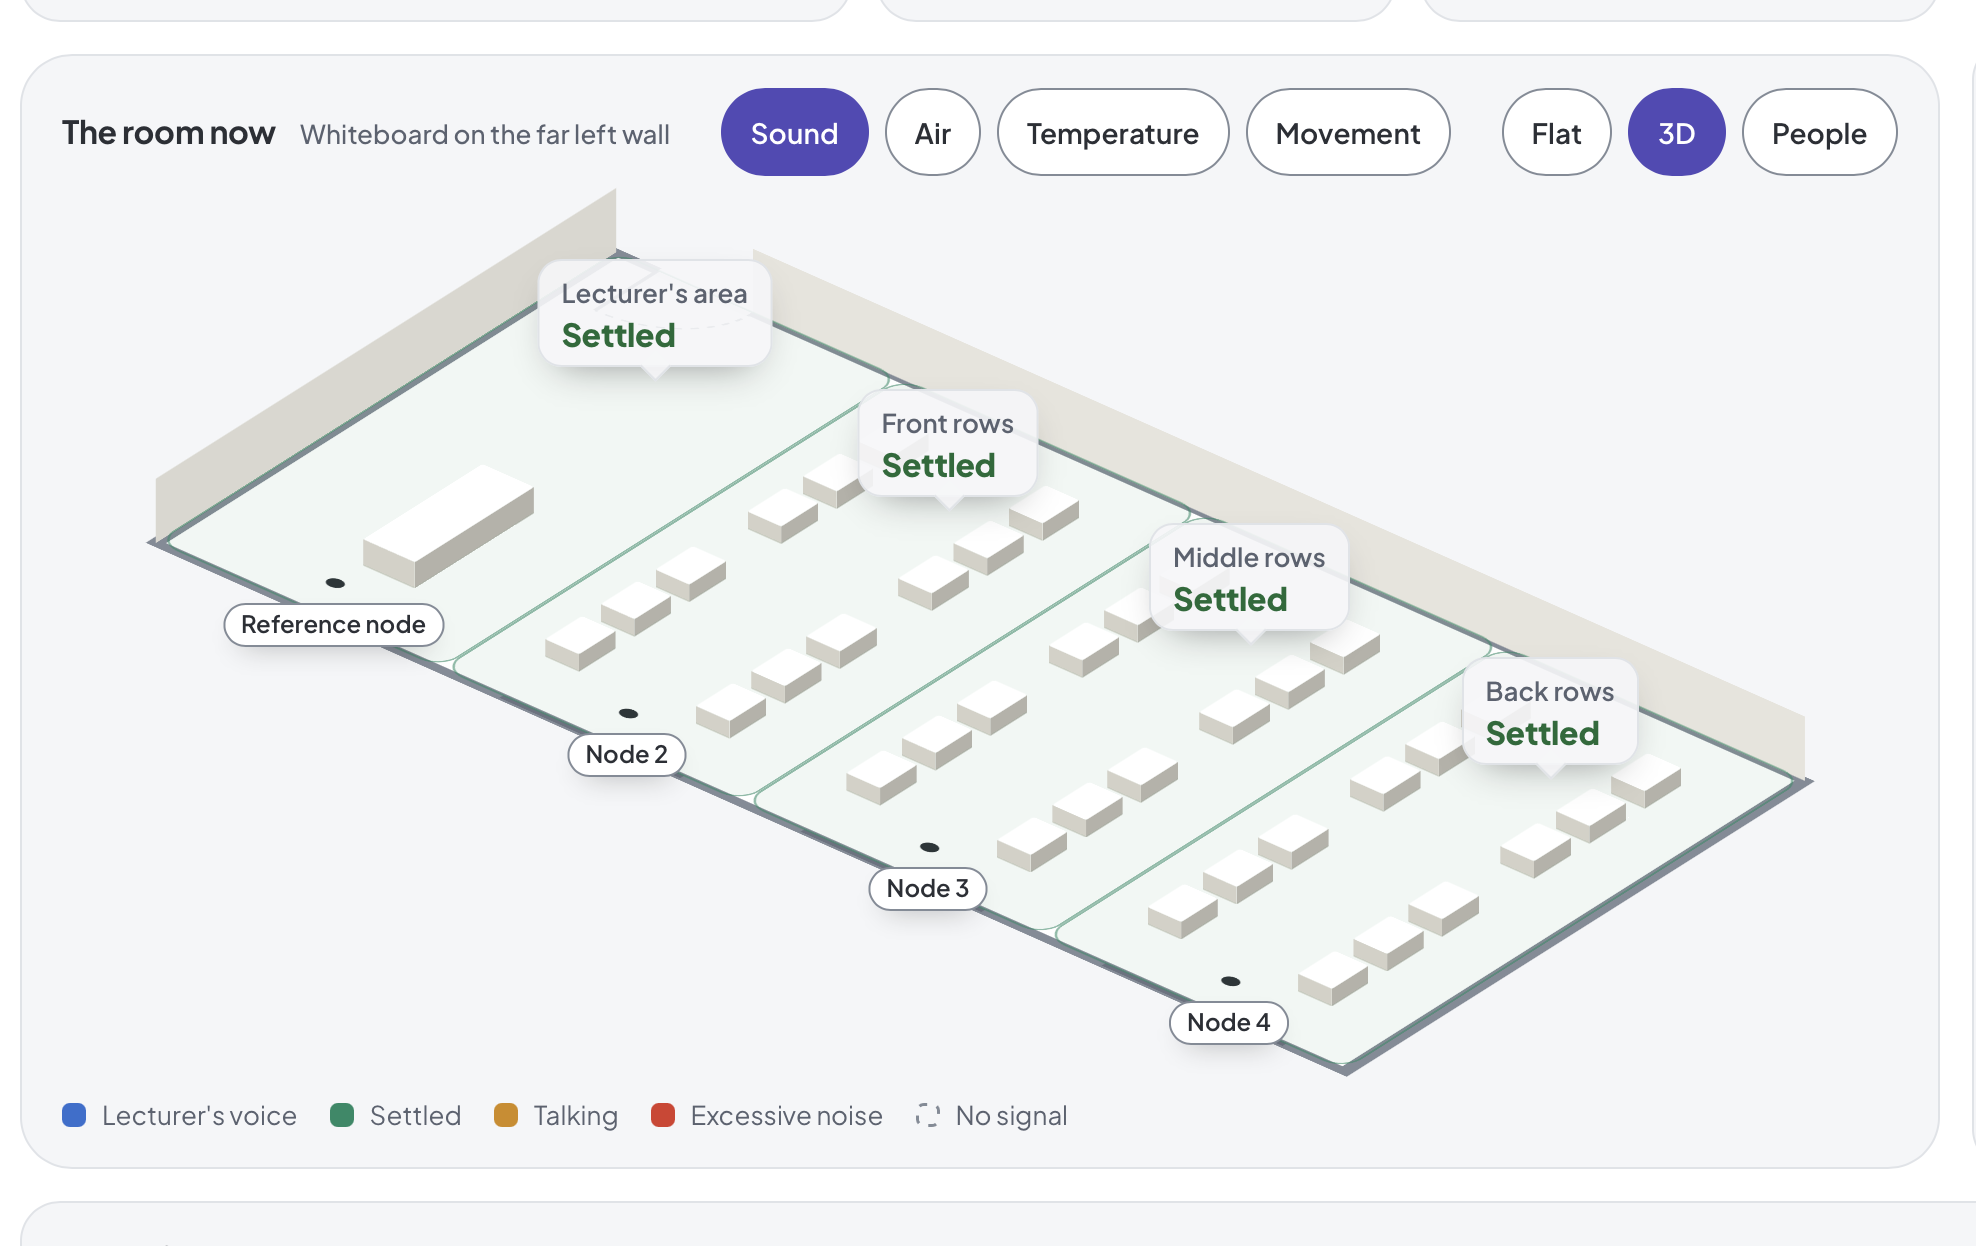 The room now
Whiteboard on the far left wall
Sound
Air
Temperature
Movement
Flat
3D
People
Lecturer's area
Settled
Front rows
Settled
Middle rows
Settled
Back rows
Settled
Reference node
Node 2
Node 3
Node 4
Lecturer's voice
Settled
Talking
Excessive noise
No signal